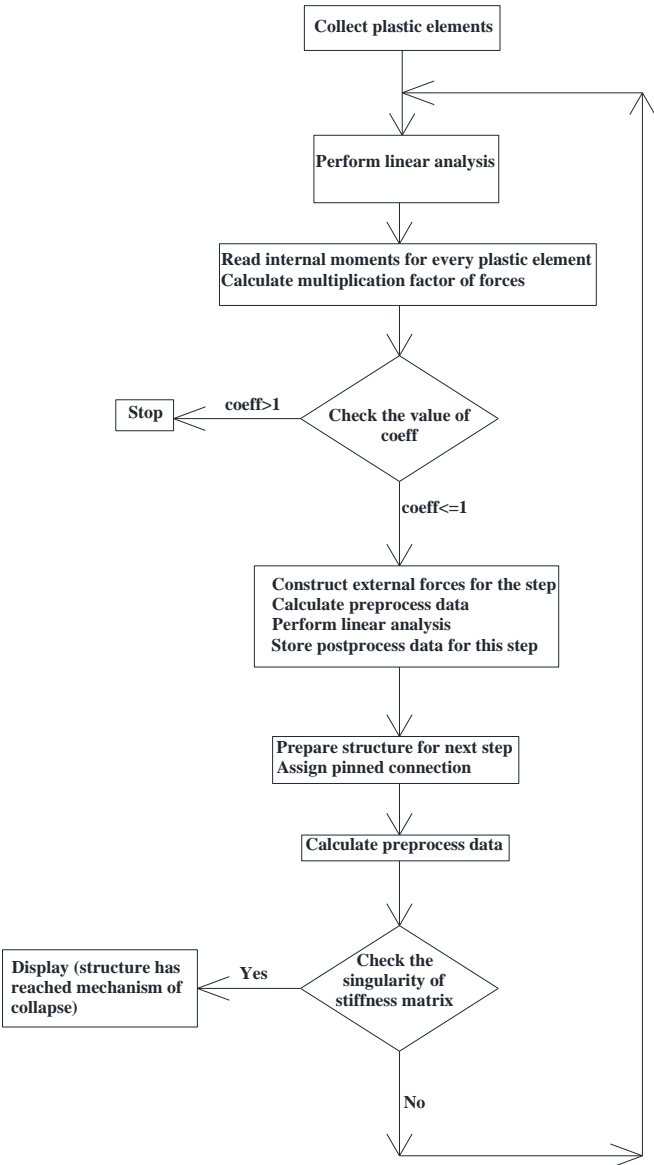 Collect plastic elements
Perform linear analysis
Read internal moments for every plastic element
Calculate multiplication factor of forces
Stop
coeff>1
Check the value of
coeff
coeff<=1
Construct external forces for the step
Calculate preprocess data
Perform linear analysis
Store postprocess data for this step
Prepare structure for next step
Assign pinned connection
Calculate preprocess data
Display (structure has
reached mechanism of
collapse)
Yes
Check the
singularity of
stiffness matrix
No